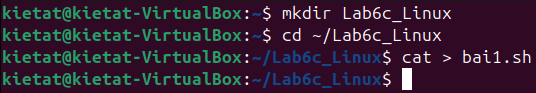 kietat@kietat-VirtualBox:~$ mkdir Lab6c_Linux
kietat@kietat-VirtualBox:~$ cd ~/Lab6c_Linux
kietat@kietat-VirtualBox:~/Lab6c_Linux$ cat > bai1.sh
kietat@kietat-VirtualBox:~/Lab6c_Linux$